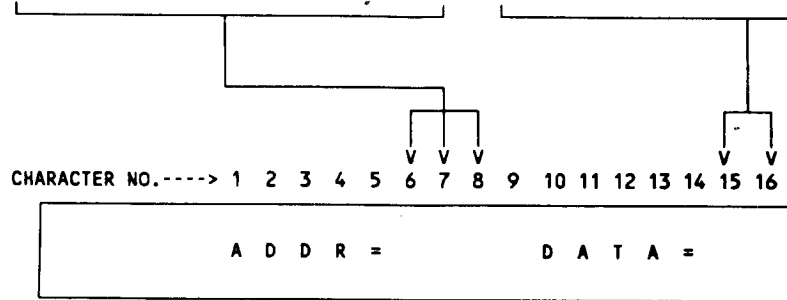 V V V V V
CHARACTER NO.----> 1 2 3 4 5 6 7 8 9 10 11 12 13 14 15 16
A D D R = D A T A =